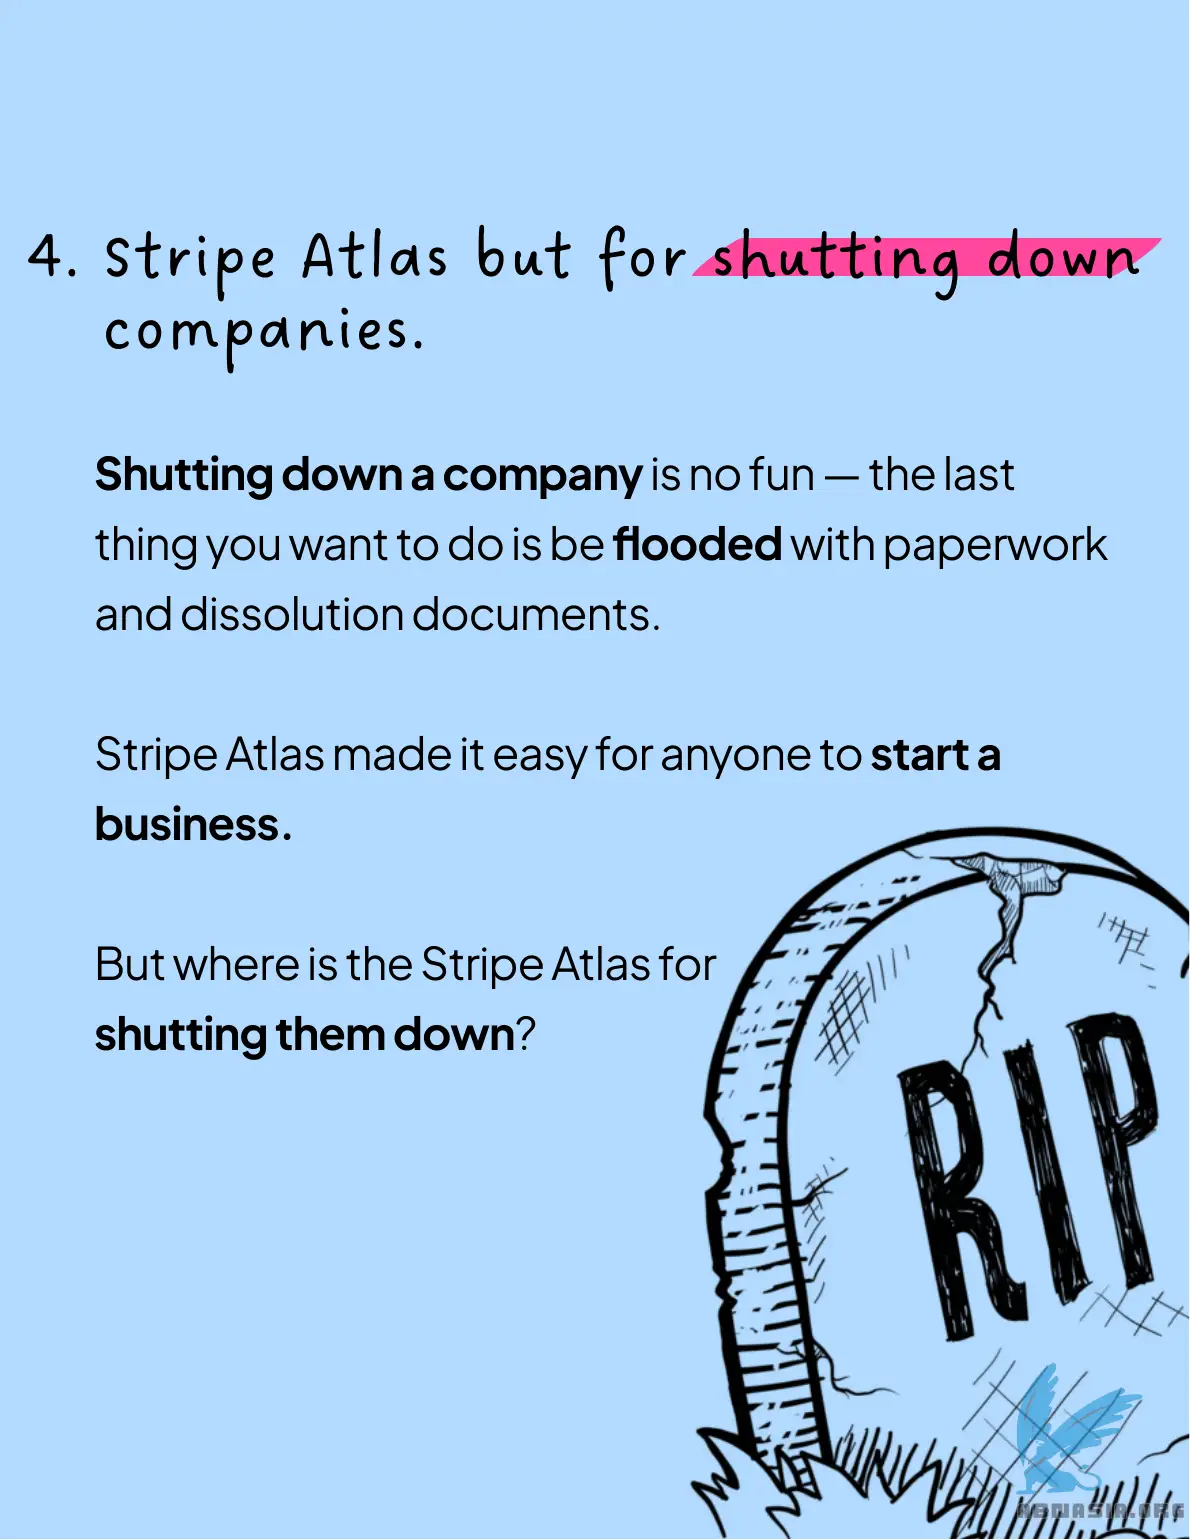 4. Stripe Atlas but for shutting down
companies.
Shutting down a company is no fun — the last
thing you want to do is be flooded with paperwork
and dissolution documents.
Stripe Atlas made it easy for anyone to start a
business.
But where is the Stripe Atlas for
shutting them down?
RIP
ABNASIA.ORG